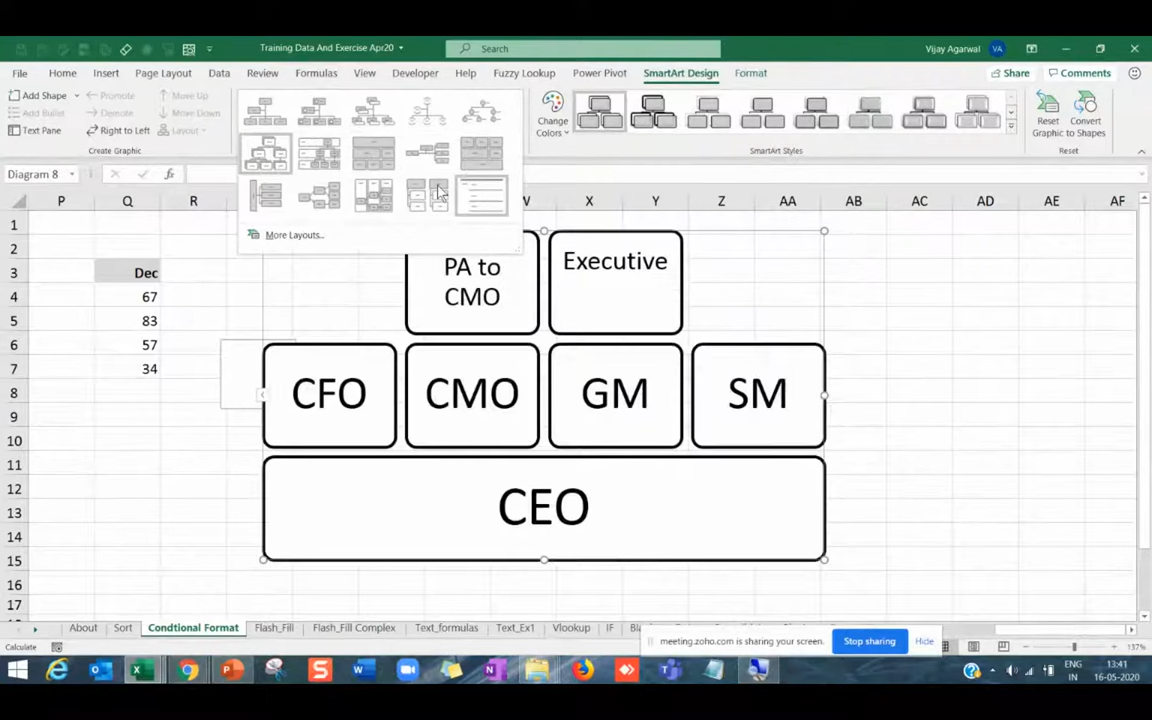 Training Data And Exercise Apr20
Search
Vijay Agarwal VA
File Home Insert Page Layout Data Review Formulas View Developer Help Fuzzy Lookup Power Pivot SmartArt Design Format Share Comments
Add Shape Promote Move Up
Add Bullet Demote Move Down
Text Pane Right to Left Layout
Create Graphic
More Layouts...
Change Colors
SmartArt Styles
Reset Graphic to Shapes
Convert
Diagram 8 fx
P Q R W X Y Z AA AB AC AD AE AF
1
2
3 Dec
4 67
5 83
6 57
7 34
8
9
10
11
12
13
14
15
16
17
PA to CMO
Executive
CFO CMO GM SM
CEO
About Sort Condtional Format Flash_Fill Flash_Fill Complex Text_formulas Text_Ex1 Vlookup IF
meeting.zoho.com is sharing your screen. Stop sharing Hide
Calculate
137%
ENG
IN
13:41
16-05-2020